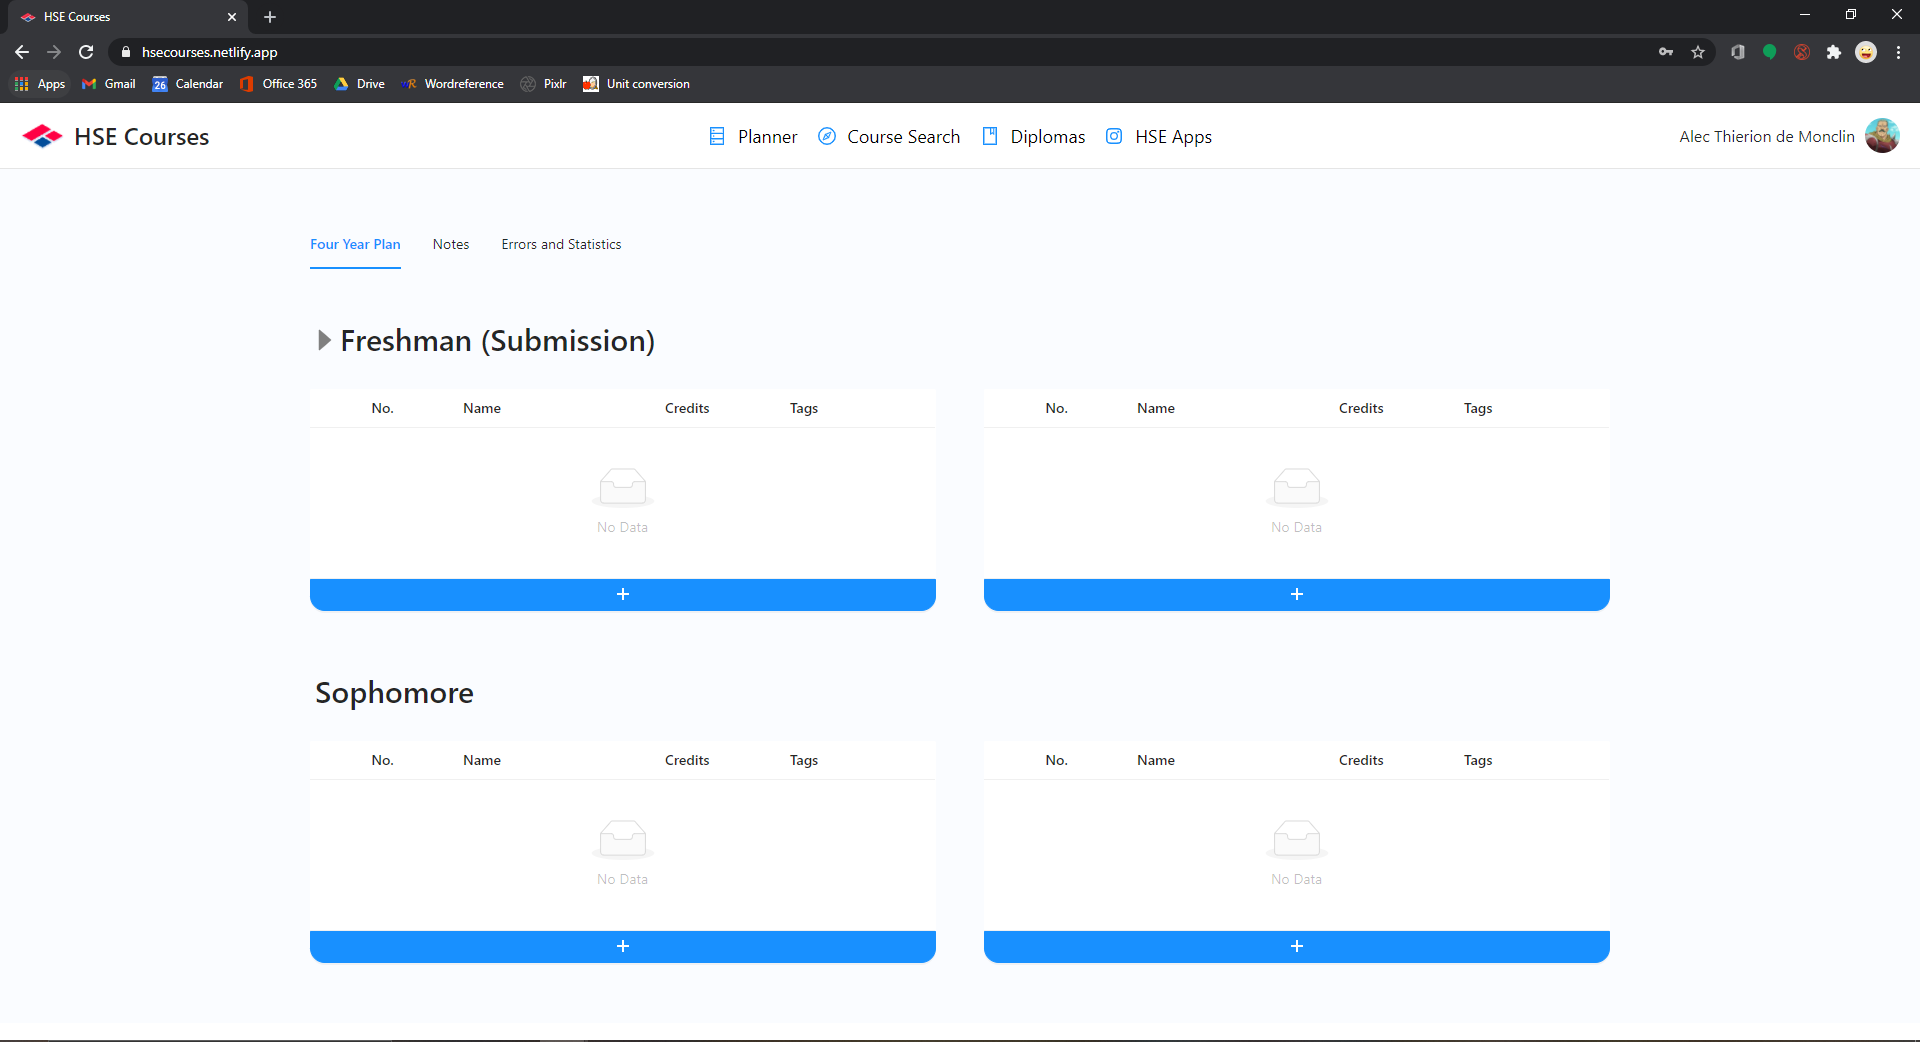 HSE Courses
hsecourses.netlify.app
Apps Gmail 26 Calendar Office 365 Drive Wordreference Pixlr Unit conversion
HSE Courses Planner Course Search Diplomas HSE Apps Alec Thierion de Monclin
Four Year Plan Notes Errors and Statistics
Freshman (Submission)
No. Name Credits Tags No. Name Credits Tags
No Data No Data
+ +
Sophomore
No. Name Credits Tags No. Name Credits Tags
No Data No Data
+ +